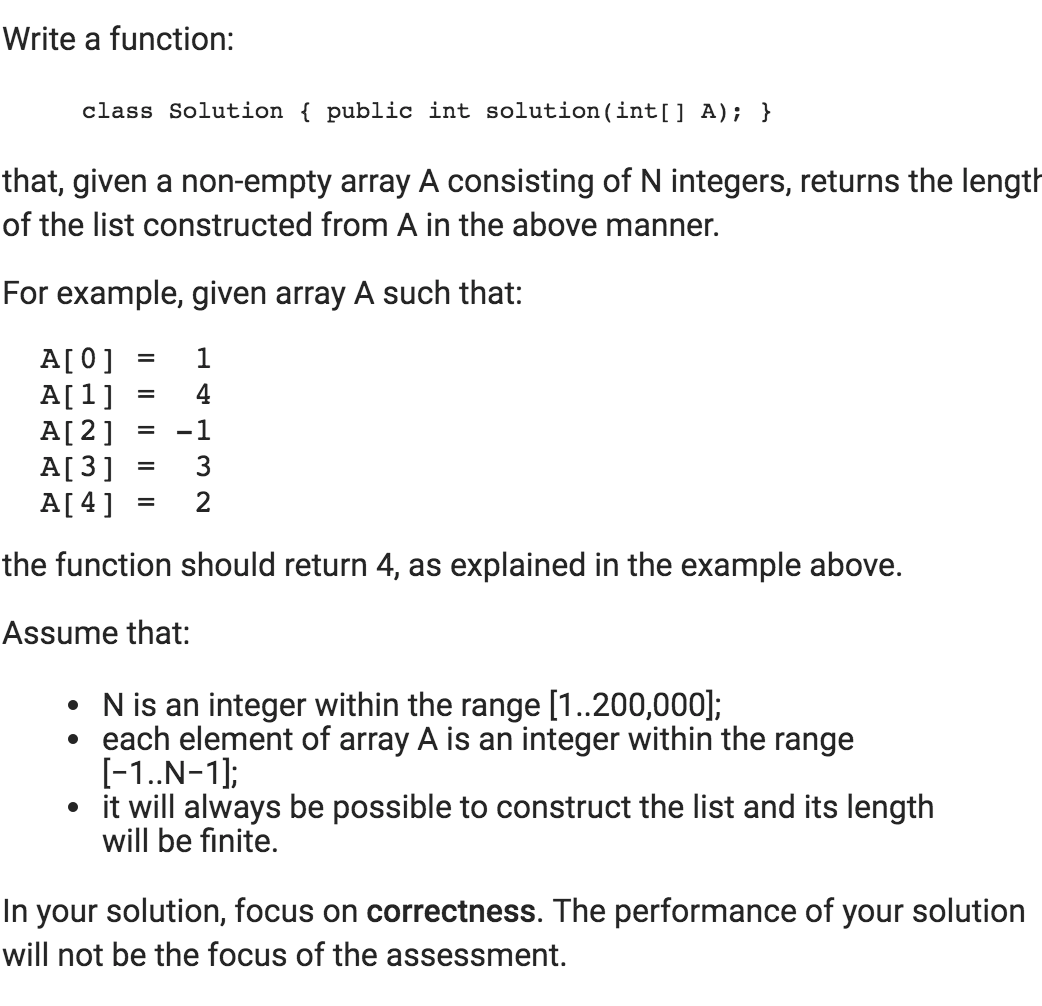 Write a function:
class Solution { public int solution(int[] A); }
that, given a non-empty array A consisting of N integers, returns the length
of the list constructed from A in the above manner.
For example, given array A such that:
A[0] = 1
A[1] = 4
A[2] = -1
A[3] = 3
A[4] = 2
the function should return 4, as explained in the example above.
Assume that:
• N is an integer within the range [1..200,000];
• each element of array A is an integer within the range
[−1..N−1];
• it will always be possible to construct the list and its length
will be finite.
In your solution, focus on correctness. The performance of your solution
will not be the focus of the assessment.